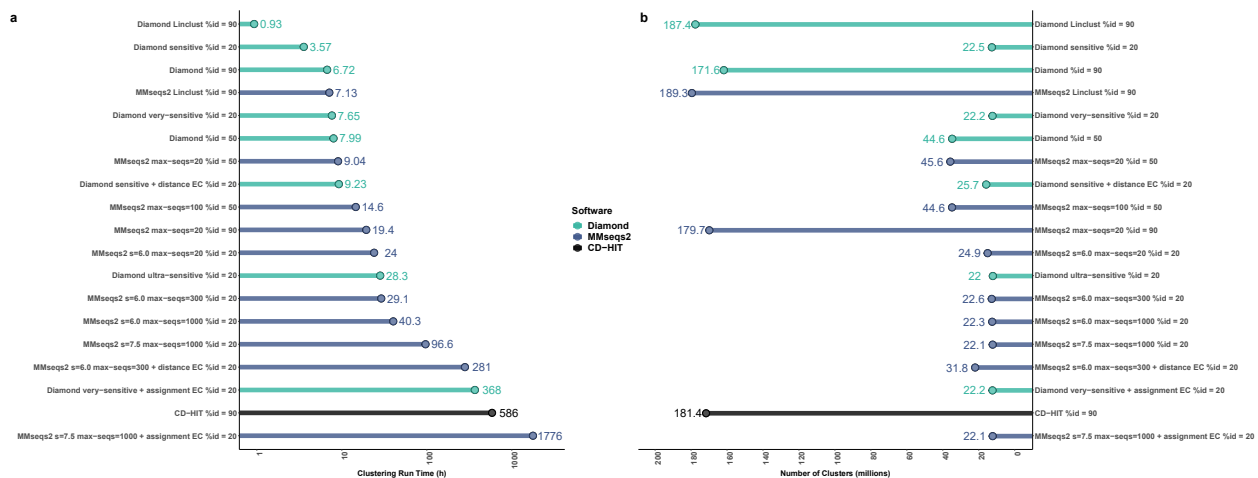 a
Diamond Linclust %id = 90
0.93
Diamond sensitive %id = 20
3.57
Diamond %id = 90
6.72
MMseqs2 Linclust %id = 90
7.13
Diamond very−sensitive %id = 20
7.65
Diamond %id = 50
7.99
MMseqs2 max−seqs=20 %id = 50
9.04
Diamond sensitive + distance EC %id = 20
9.23
MMseqs2 max−seqs=100 %id = 50
14.6
MMseqs2 max−seqs=20 %id = 90
19.4
MMseqs2 s=6.0 max−seqs=20 %id = 20
24
Diamond ultra−sensitive %id = 20
28.3
MMseqs2 s=6.0 max−seqs=300 %id = 20
29.1
MMseqs2 s=6.0 max−seqs=1000 %id = 20
40.3
MMseqs2 s=7.5 max−seqs=1000 %id = 20
96.6
MMseqs2 s=6.0 max−seqs=300 + distance EC %id = 20
281
Diamond very−sensitive + assignment EC %id = 20
368
CD−HIT %id = 90
586
MMseqs2 s=7.5 max−seqs=1000 + assignment EC %id = 20
1776
1
10
100
1000
Clustering Run Time (h)
Software
Diamond
MMseqs2
CD−HIT
b
187.4
Diamond Linclust %id = 90
22.5
Diamond sensitive %id = 20
171.6
Diamond %id = 90
189.3
MMseqs2 Linclust %id = 90
22.2
Diamond very−sensitive %id = 20
44.6
Diamond %id = 50
45.6
MMseqs2 max−seqs=20 %id = 50
25.7
Diamond sensitive + distance EC %id = 20
44.6
MMseqs2 max−seqs=100 %id = 50
179.7
MMseqs2 max−seqs=20 %id = 90
24.9
MMseqs2 s=6.0 max−seqs=20 %id = 20
22
Diamond ultra−sensitive %id = 20
22.6
MMseqs2 s=6.0 max−seqs=300 %id = 20
22.3
MMseqs2 s=6.0 max−seqs=1000 %id = 20
22.1
MMseqs2 s=7.5 max−seqs=1000 %id = 20
31.8
MMseqs2 s=6.0 max−seqs=300 + distance EC %id = 20
22.2
Diamond very−sensitive + assignment EC %id = 20
181.4
CD−HIT %id = 90
22.1
MMseqs2 s=7.5 max−seqs=1000 + assignment EC %id = 20
200
180
160
140
120
100
80
60
40
20
0
Number of Clusters (millions)